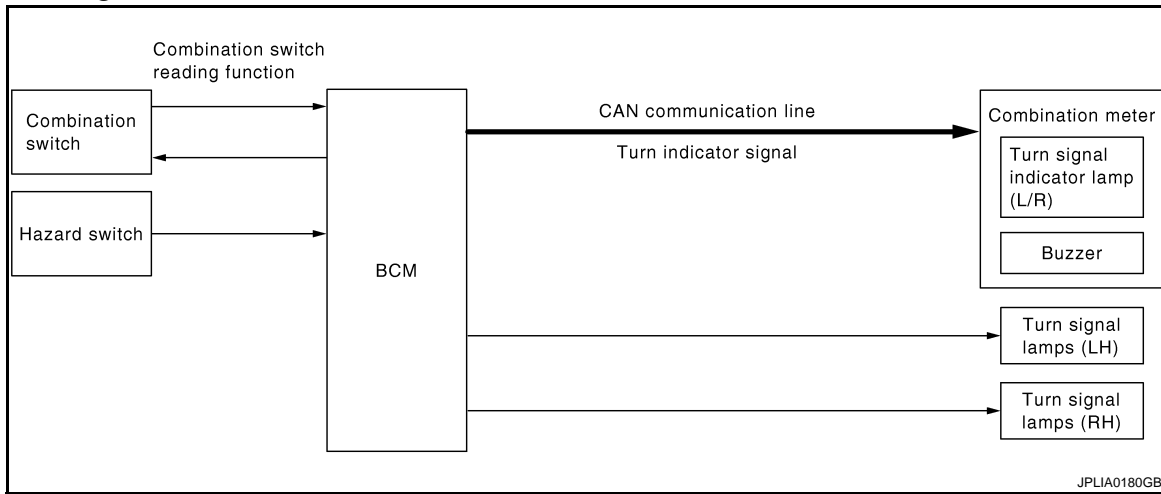 Combination switch
reading function
Combination
switch
Hazard switch
BCM
CAN communication line
Turn indicator signal
Combination meter
Turn signal
indicator lamp
(L/R)
Buzzer
Turn signal
lamps (LH)
Turn signal
lamps (RH)
JPLIA0180GB